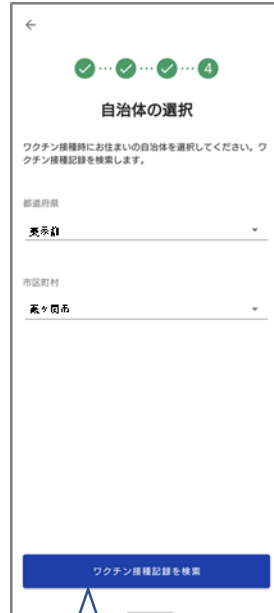 4
自治体の選択
ワクチン接種時にお住まいの自治体を選択してください。ワ
クチン接種記録を検索します。
都道府県
市区町村
ワクチン接種記録を検索